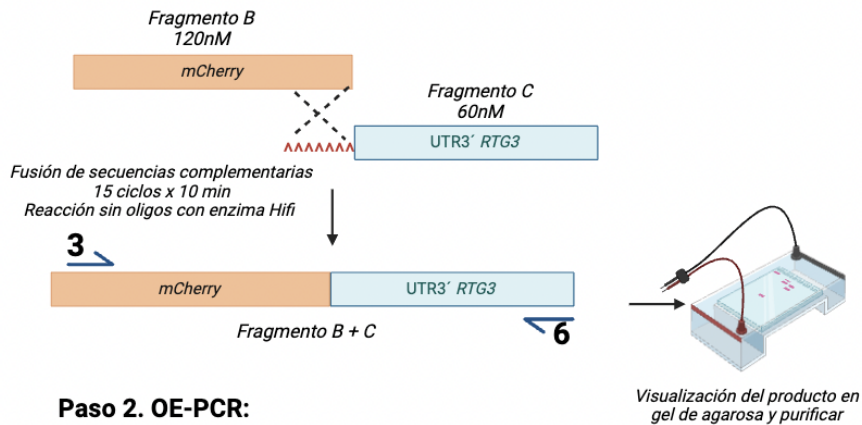 Fragmento B
120nM
mCherry
Fragmento C
60nM
UTR3´ RTG3
Fusión de secuencias complementarias
15 ciclos x 10 min
Reacción sin oligos con enzima Hifi
3
mCherry
UTR3´ RTG3
Fragmento B + C
6
Paso 2. OE-PCR:
Visualización del producto en
gel de agarosa y purificar